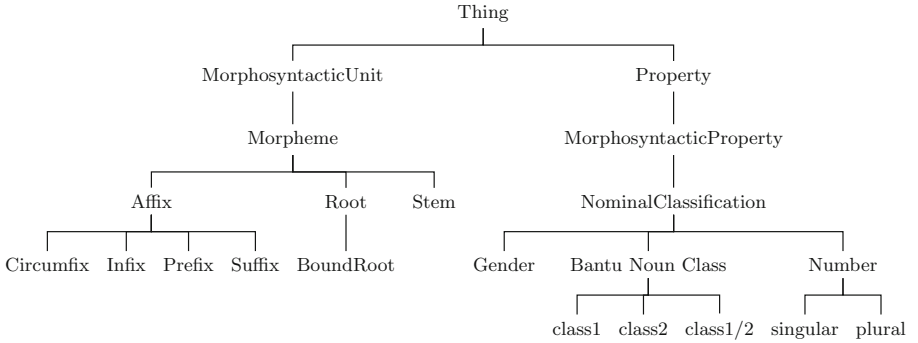 Thing
MorphosyntacticUnit Property
Morpheme MorphosyntacticProperty
Affix Root Stem NominalClassification
Circumfix Infix Prefix Suffix BoundRoot Gender Bantu Noun Class Number
class1 class2 class1/2 singular plural